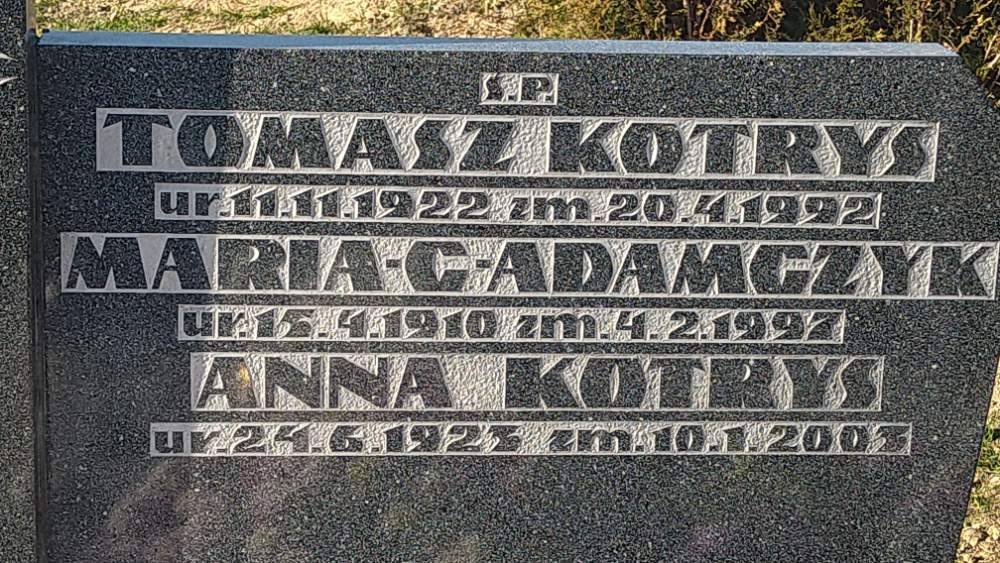 Ś.P.
TOMASZ KOTRYS
ur. 11.11.1922 zm. 20.4.1992
MARIA-C-ADAMCZYK
ur. 15.4.1910 zm. 4.2.1997
ANNA KOTRYS
ur. 24.6.1923 zm. 10.1.2003